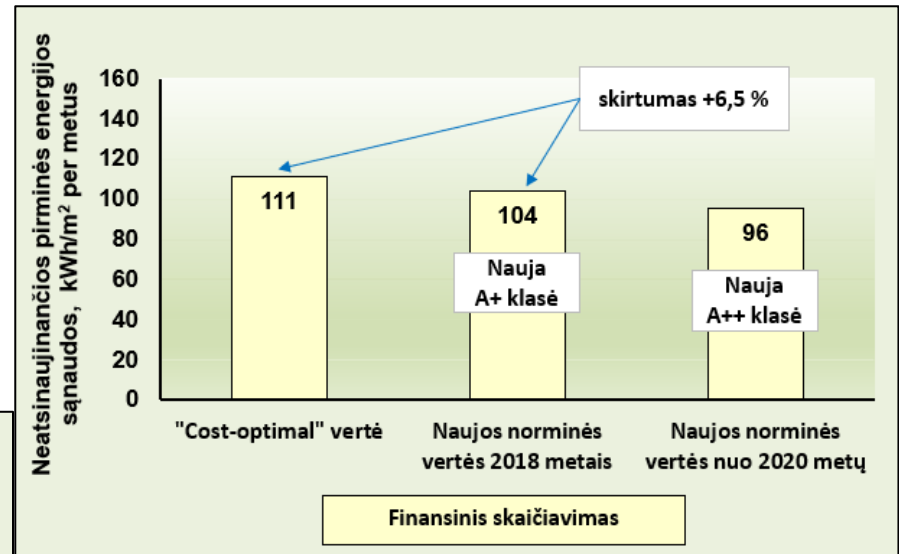 Neatsinaujinančios pirminės energijos
sąnaudos, kWh/m² per metus
160
140
120
100
80
60
40
20
0
skirtumas +6,5 %
111
104
96
Nauja
A+ klasė
Nauja
A++ klasė
"Cost-optimal" vertė
Naujos norminės
vertės 2018 metais
Naujos norminės
vertės nuo 2020 metų
Finansinis skaičiavimas